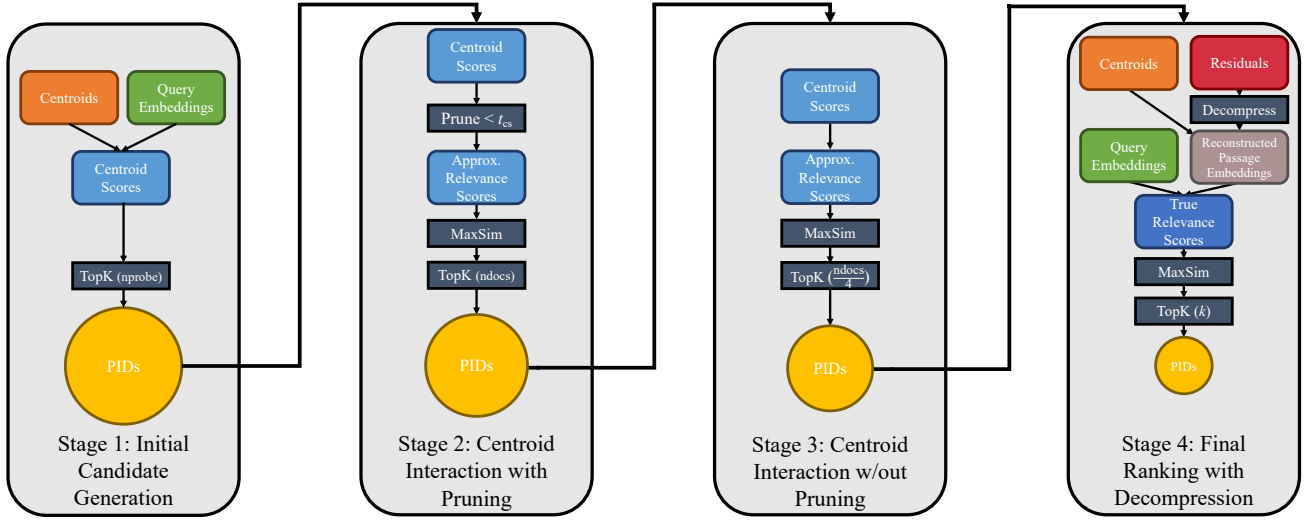 Centroids
Query
Embeddings
Centroid
Scores
TopK (nprobe)
PIDs
Stage 1: Initial
Candidate
Generation
Centroid
Scores
Prune < t_cs
Approx.
Relevance
Scores
MaxSim
TopK (ndocs)
PIDs
Stage 2: Centroid
Interaction with
Pruning
Centroid
Scores
Approx.
Relevance
Scores
MaxSim
TopK (ndocs/4)
PIDs
Stage 3: Centroid
Interaction w/out
Pruning
Centroids
Residuals
Decompress
Query
Embeddings
Reconstructed
Passage
Embeddings
True
Relevance
Scores
MaxSim
TopK (k)
PIDs
Stage 4: Final
Ranking with
Decompression